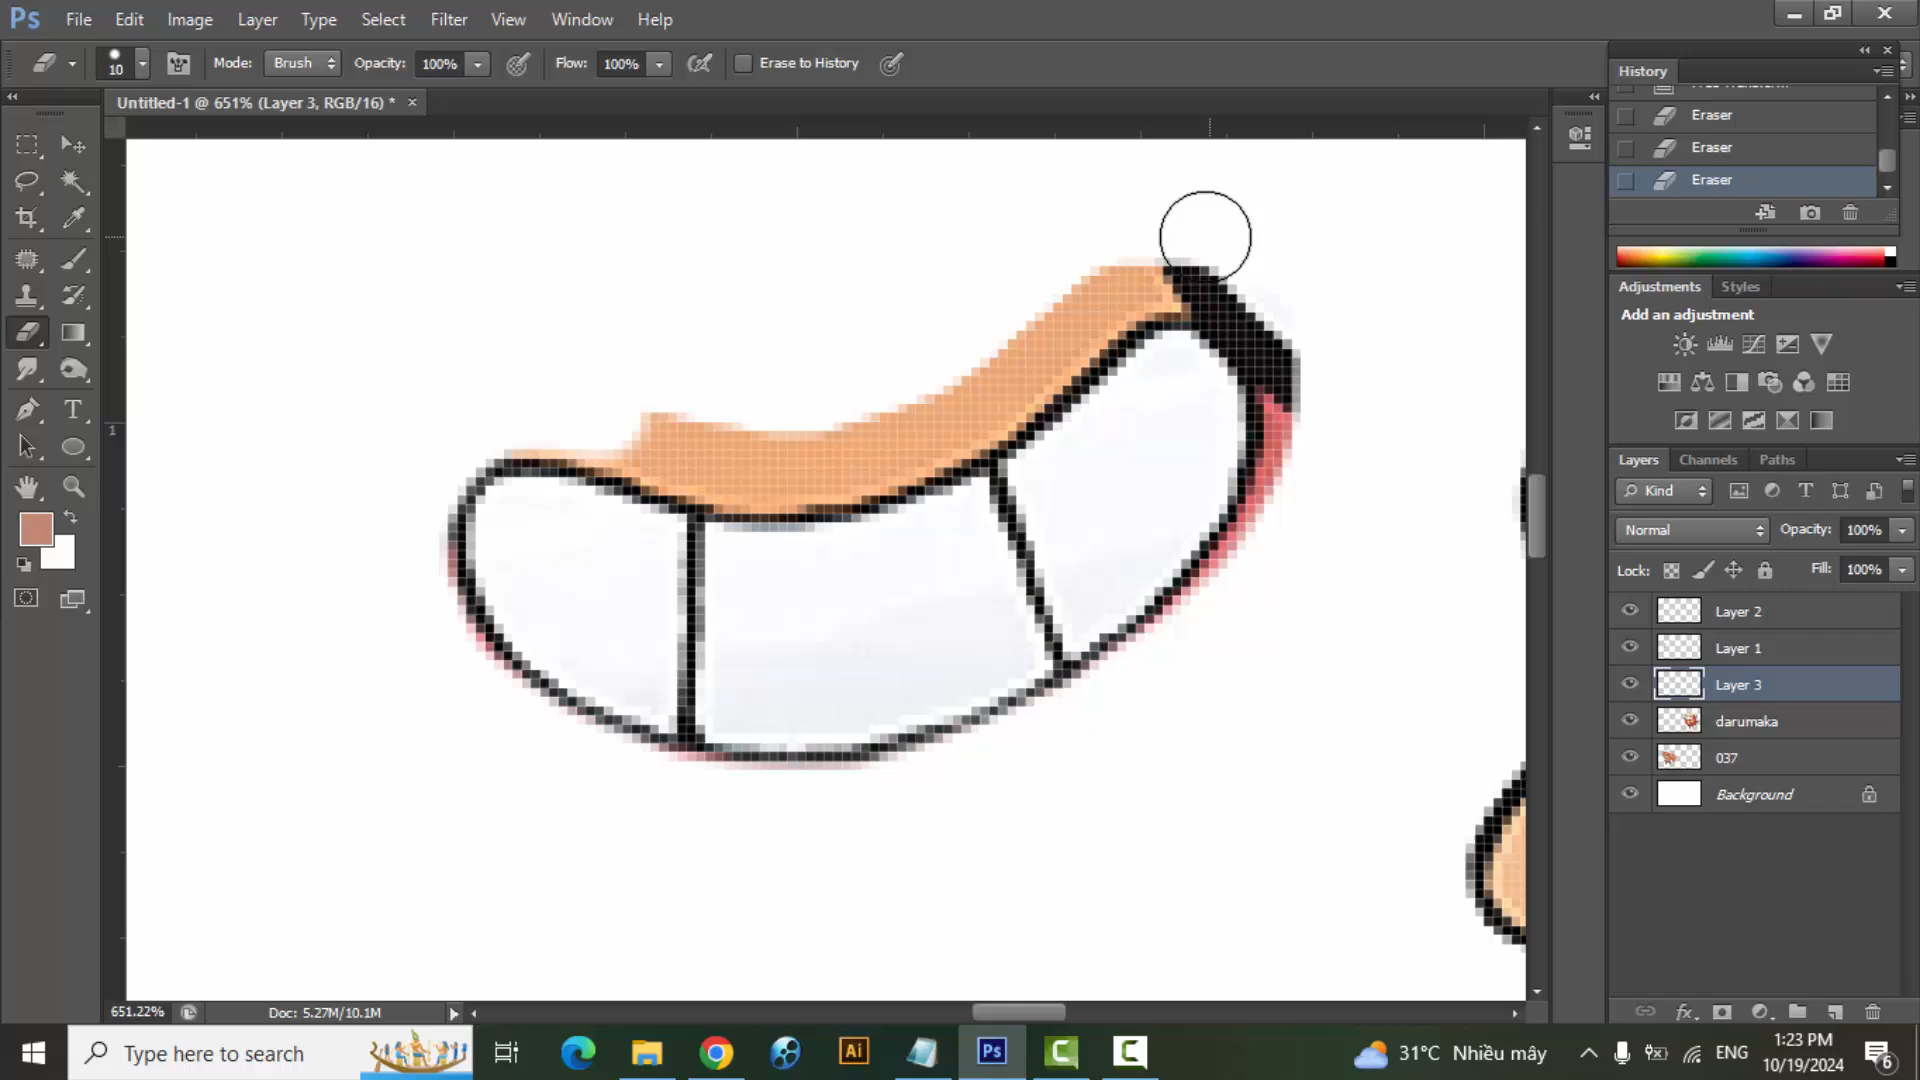 Ps File Edit Image Layer Type Select Filter View Window Help
10 Mode: Brush Opacity: 100% Flow: 100% Erase to History
Untitled-1 @ 651% (Layer 3, RGB/16) * ×
History
Eraser
Eraser
Eraser
Adjustments Styles
Add an adjustment
Layers Channels Paths
Kind
Normal Opacity: 100%
Lock: Fill: 100%
Layer 2
Layer 1
Layer 3
darumaka
037
Background
1
651.22% Doc: 5.27M/10.1M
Type here to search
Ai Ps
31°C Nhiều mây
ENG
1:23 PM
10/19/2024
6